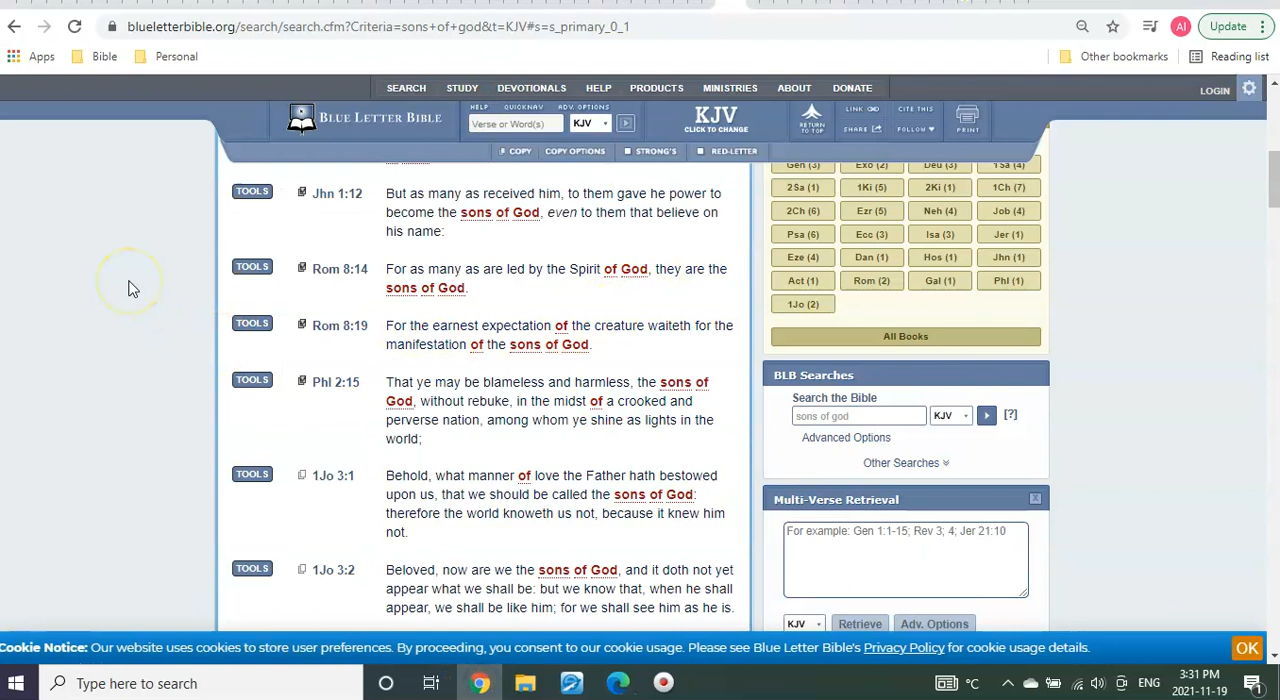 blueletterbible.org/search/search.cfm?Criteria=sons+of+god&t=KJV#s=s_primary_0_1
AI
Update
Apps
Bible
Personal
Other bookmarks
Reading list
SEARCH STUDY DEVOTIONALS HELP PRODUCTS MINISTRIES ABOUT DONATE
LOGIN
BLUE LETTER BIBLE
HELP QUICKNAV ADV. OPTIONS
Verse or Word(s)
KJV
KJV
CLICK TO CHANGE
RETURN
TO TOP
LINK
SHARE
CITE THIS
FOLLOW
PRINT
COPY COPY OPTIONS STRONG'S RED-LETTER
TOOLS
Jhn 1:12
But as many as received him, to them gave he power to
become the sons of God, even to them that believe on
his name:
TOOLS
Rom 8:14
For as many as are led by the Spirit of God, they are the
sons of God.
TOOLS
Rom 8:19
For the earnest expectation of the creature waiteth for the
manifestation of the sons of God.
TOOLS
Phl 2:15
That ye may be blameless and harmless, the sons of
God, without rebuke, in the midst of a crooked and
perverse nation, among whom ye shine as lights in the
world;
TOOLS
1Jo 3:1
Behold, what manner of love the Father hath bestowed
upon us, that we should be called the sons of God:
therefore the world knoweth us not, because it knew him
not.
TOOLS
1Jo 3:2
Beloved, now are we the sons of God, and it doth not yet
appear what we shall be: but we know that, when he shall
appear, we shall be like him; for we shall see him as he is.
Gen (3) Exo (2) Deu (3) 1Sa (4)
2Sa (1) 1Ki (5) 2Ki (1) 1Ch (7)
2Ch (6) Ezr (5) Neh (4) Job (4)
Psa (6) Ecc (3) Isa (3) Jer (1)
Eze (4) Dan (1) Hos (1) Jhn (1)
Act (1) Rom (2) Gal (1) Phl (1)
1Jo (2)
All Books
BLB Searches
Search the Bible
sons of god
KJV
[?]
Advanced Options
Other Searches
Multi-Verse Retrieval
For example: Gen 1:1-15; Rev 3; 4; Jer 21:10
KJV
Retrieve
Adv. Options
Cookie Notice: Our website uses cookies to store user preferences. By proceeding, you consent to our cookie usage. Please see Blue Letter Bible's Privacy Policy for cookie usage details.
OK
Type here to search
°C
3:31 PM
2021-11-19
1